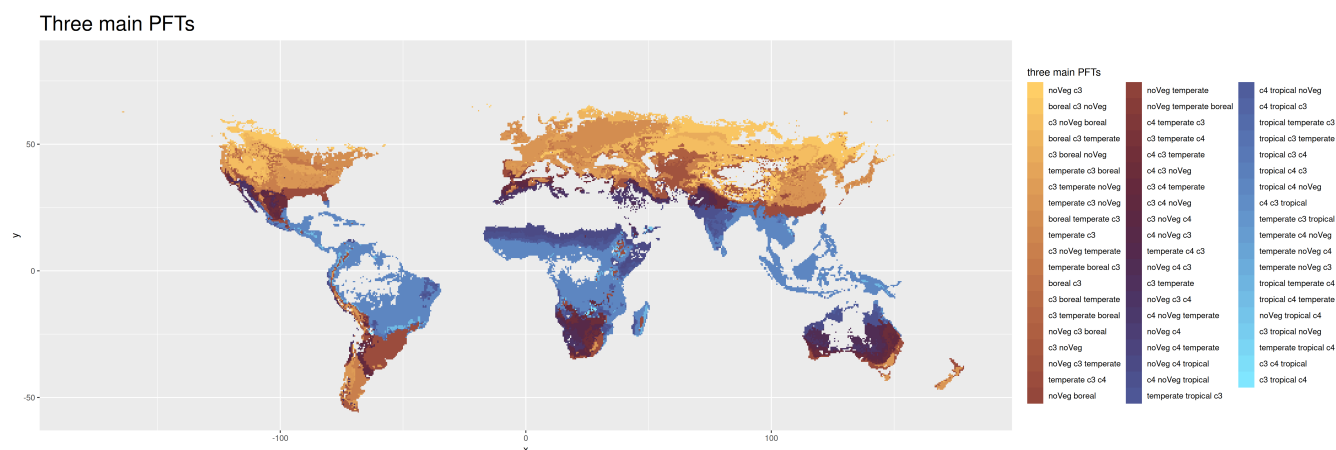 Three main PFTs
y
50
0
-50
-100
0
100
x
three main PFTs
noVeg c3
boreal c3 noVeg
c3 noVeg boreal
boreal c3 temperate
c3 boreal noVeg
temperate c3 boreal
c3 temperate noVeg
temperate c3 noVeg
boreal temperate c3
temperate c3
c3 noVeg temperate
temperate boreal c3
boreal c3
c3 boreal temperate
c3 temperate boreal
noVeg c3 boreal
c3 noVeg
noVeg c3 temperate
temperate c3 c4
noVeg boreal
noVeg temperate
noVeg temperate boreal
c4 temperate c3
c3 temperate c4
c4 c3 temperate
c4 c3 noVeg
c3 c4 temperate
c3 c4 noVeg
c3 noVeg c4
c4 noVeg c3
temperate c4 c3
noVeg c4 c3
c3 temperate
noVeg c3 c4
c4 noVeg temperate
noVeg c4
noVeg c4 temperate
noVeg c4 tropical
c4 noVeg tropical
temperate tropical c3
c4 tropical noVeg
c4 tropical c3
tropical temperate c3
tropical c3 temperate
tropical c3 c4
tropical c4 c3
tropical c4 noVeg
c4 c3 tropical
temperate c3 tropical
temperate c4 noVeg
temperate noVeg c4
temperate noVeg c3
tropical temperate c4
tropical c4 temperate
noVeg tropical c4
c3 tropical noVeg
temperate tropical c4
c3 c4 tropical
c3 tropical c4